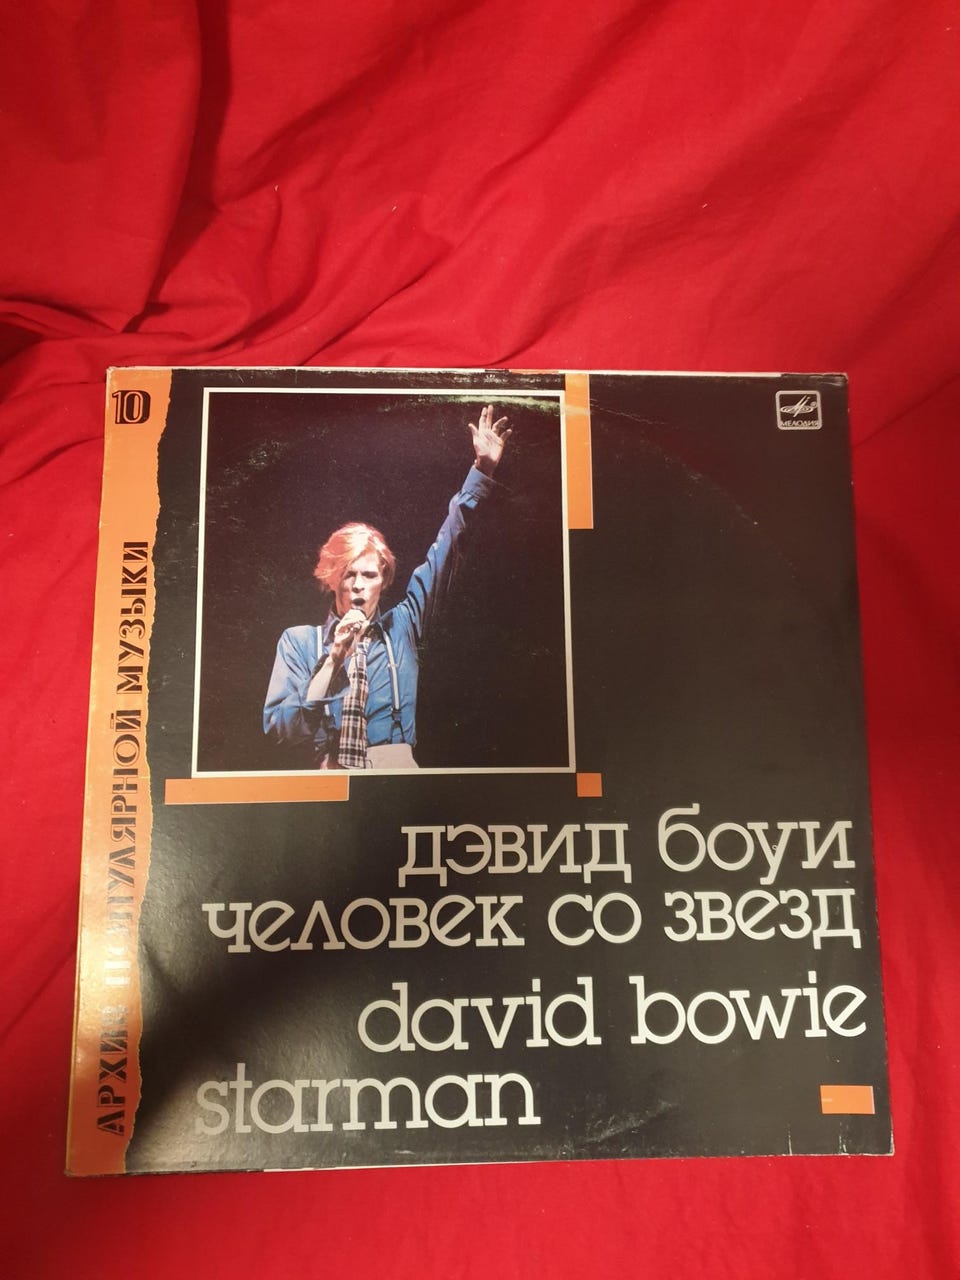 10
МЕЛОДИЯ
АРХИВ ПОПУЛЯРНОЙ МУЗЫКИ
дэвид боуи
человек со звезд
david bowie
starman